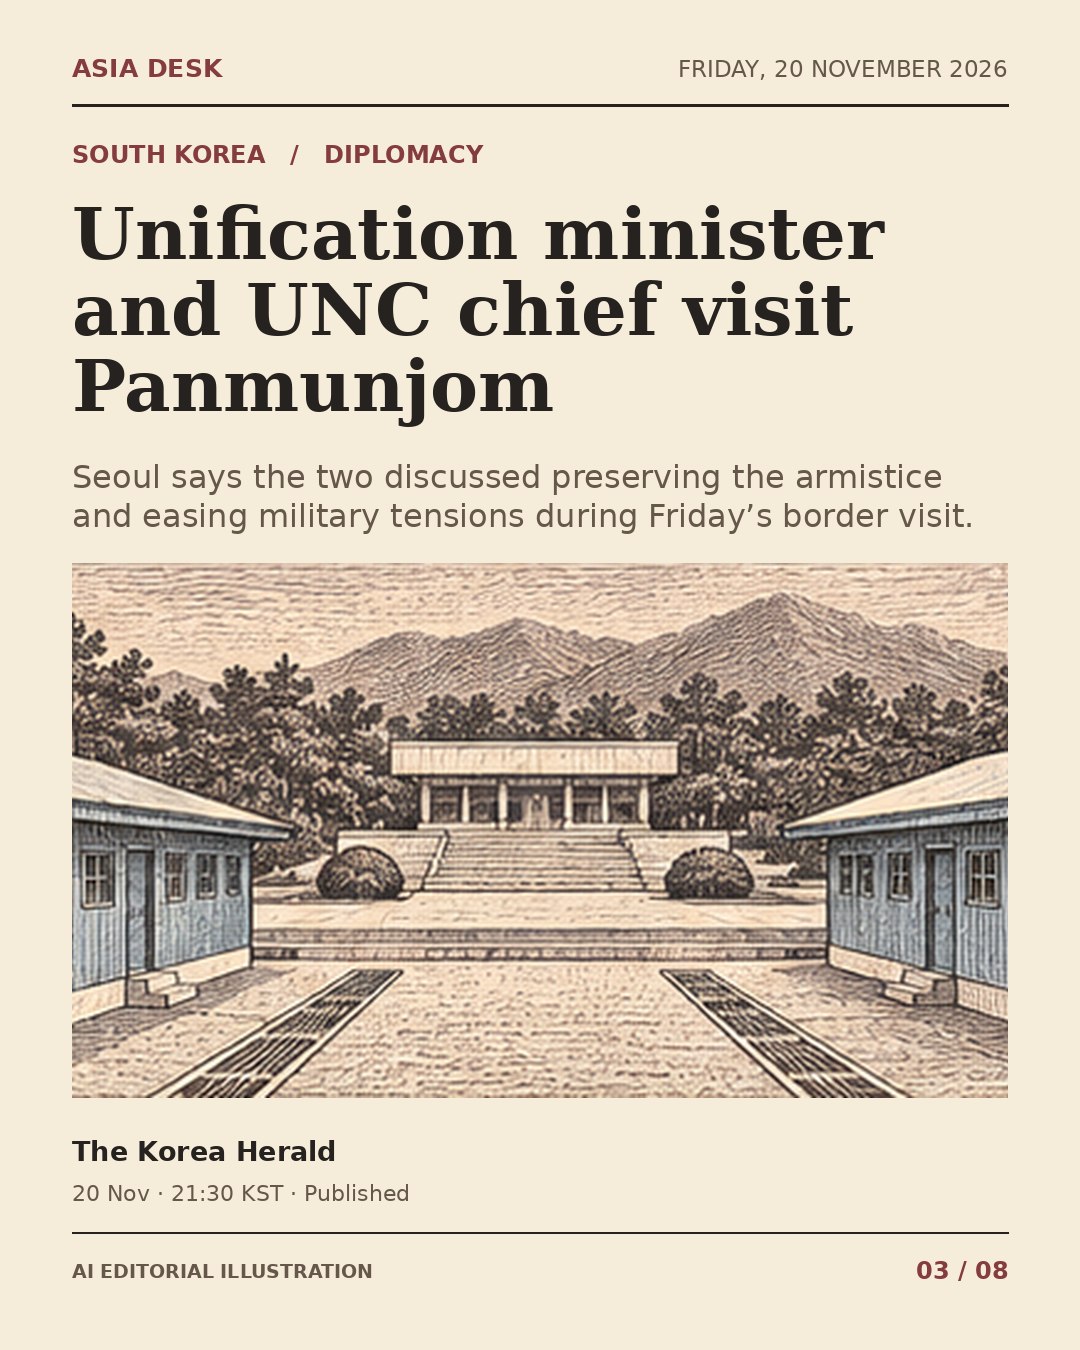 ASIA DESK
FRIDAY, 20 NOVEMBER 2026
SOUTH KOREA / DIPLOMACY
Unification minister
and UNC chief visit
Panmunjom
Seoul says the two discussed preserving the armistice
and easing military tensions during Friday’s border visit.
The Korea Herald
20 Nov · 21:30 KST · Published
AI EDITORIAL ILLUSTRATION
03 / 08